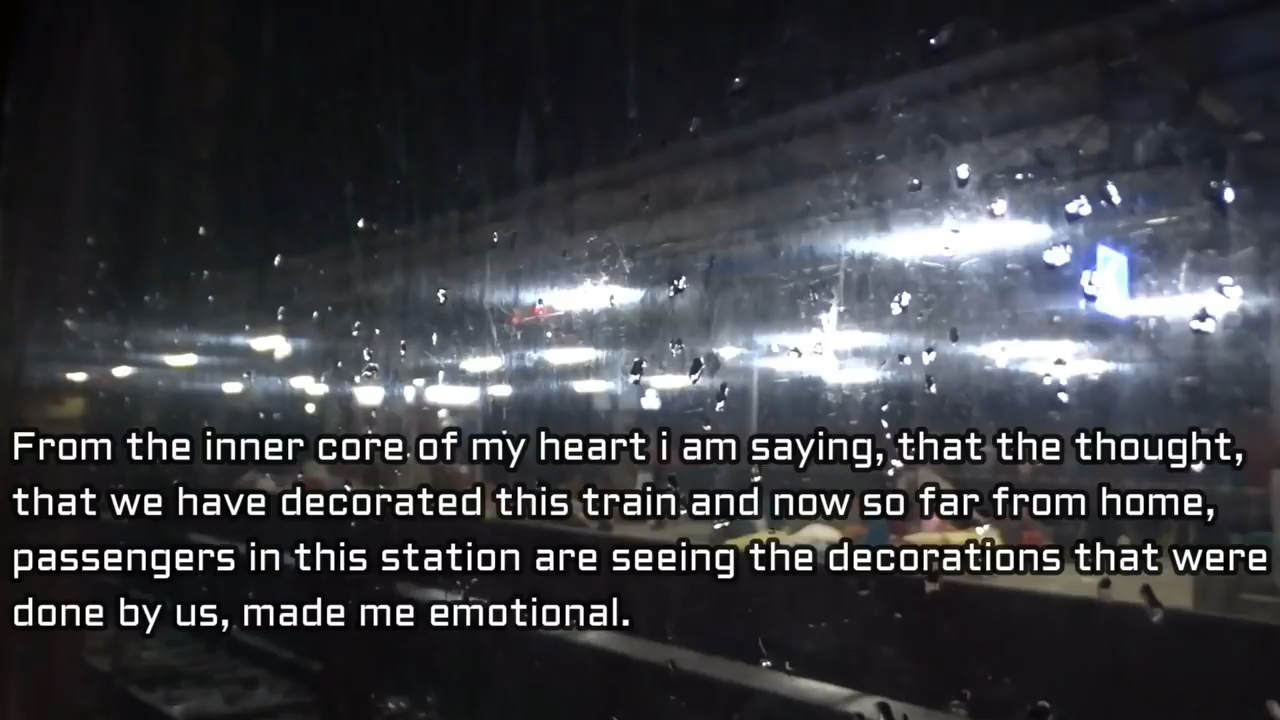 From the inner core of my heart i am saying, that the thought,
that we have decorated this train and now so far from home,
passengers in this station are seeing the decorations that were
done by us, made me emotional.